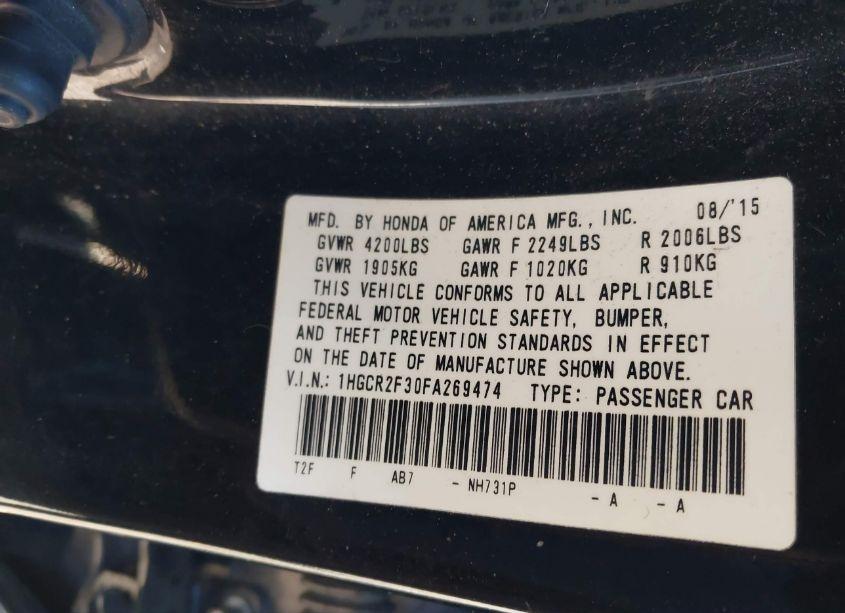 MFD. BY HONDA OF AMERICA MFG., INC. 08/'15
GVWR 4200LBS GAWR F 2249LBS R 2006LBS
GVWR 1905KG GAWR F 1020KG R 910KG
THIS VEHICLE CONFORMS TO ALL APPLICABLE
FEDERAL MOTOR VEHICLE SAFETY, BUMPER,
AND THEFT PREVENTION STANDARDS IN EFFECT
ON THE DATE OF MANUFACTURE SHOWN ABOVE.
V.I.N.: 1HGCR2F30FA269474 TYPE: PASSENGER CAR
T2F F AB7 - NH731P - A - A